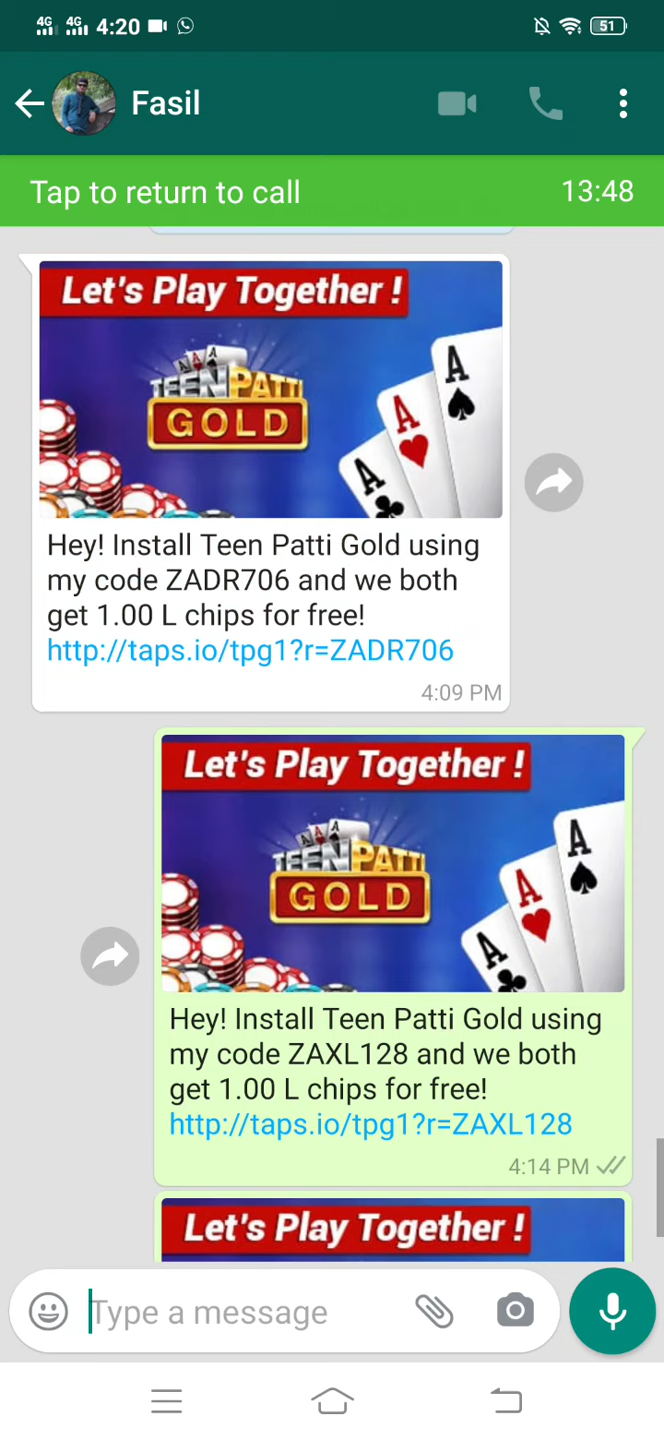 4G 4G 4:20 51
Fasil
Tap to return to call 13:48
Let's Play Together !
A A A
TEEN PATTI
GOLD
A
A
A
Hey! Install Teen Patti Gold using
my code ZADR706 and we both
get 1.00 L chips for free!
http://taps.io/tpg1?r=ZADR706
4:09 PM
Let's Play Together !
A A A
TEEN PATTI
GOLD
A
A
A
Hey! Install Teen Patti Gold using
my code ZAXL128 and we both
get 1.00 L chips for free!
http://taps.io/tpg1?r=ZAXL128
4:14 PM
Let's Play Together !
Type a message